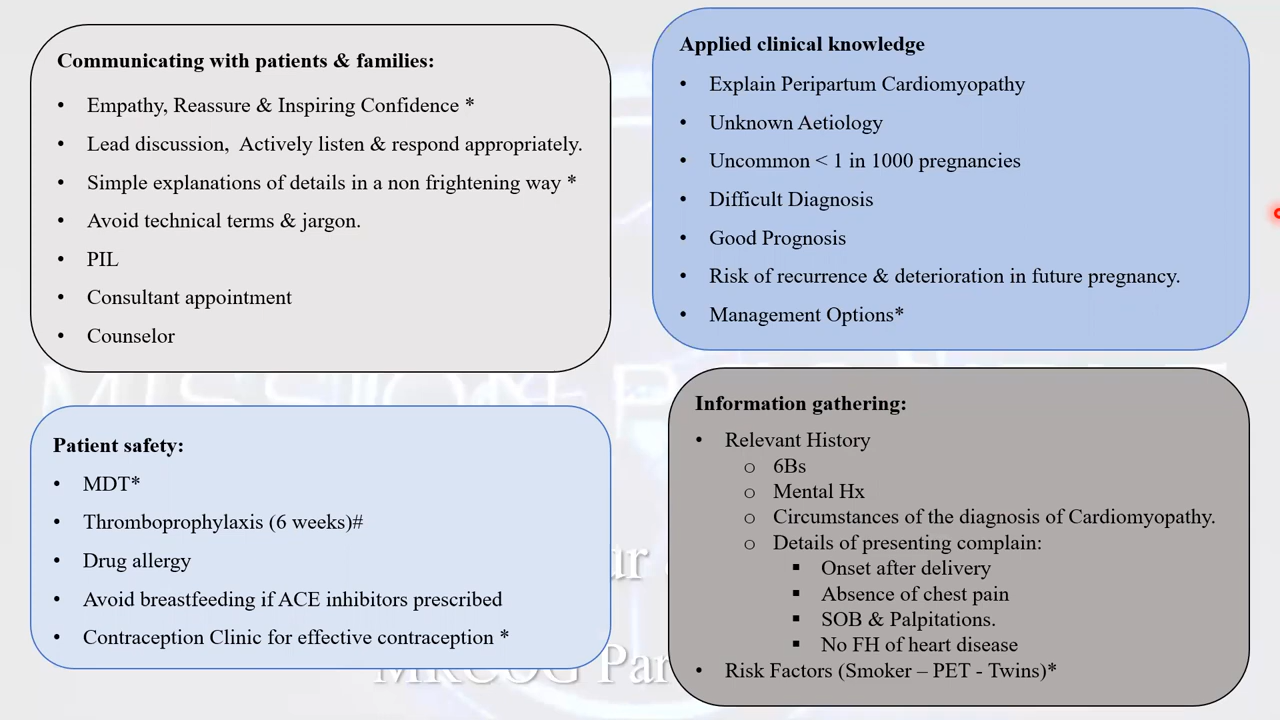 Communicating with patients & families:
• Empathy, Reassure & Inspiring Confidence *
• Lead discussion, Actively listen & respond appropriately.
• Simple explanations of details in a non frightening way *
• Avoid technical terms & jargon.
• PIL
• Consultant appointment
• Counselor
Applied clinical knowledge
• Explain Peripartum Cardiomyopathy
• Unknown Aetiology
• Uncommon < 1 in 1000 pregnancies
• Difficult Diagnosis
• Good Prognosis
• Risk of recurrence & deterioration in future pregnancy.
• Management Options*
Patient safety:
• MDT*
• Thromboprophylaxis (6 weeks)#
• Drug allergy
• Avoid breastfeeding if ACE inhibitors prescribed
• Contraception Clinic for effective contraception *
Information gathering:
• Relevant History
o 6Bs
o Mental Hx
o Circumstances of the diagnosis of Cardiomyopathy.
o Details of presenting complain:
▪ Onset after delivery
▪ Absence of chest pain
▪ SOB & Palpitations.
▪ No FH of heart disease
• Risk Factors (Smoker – PET - Twins)*
MISSION
MRCOG